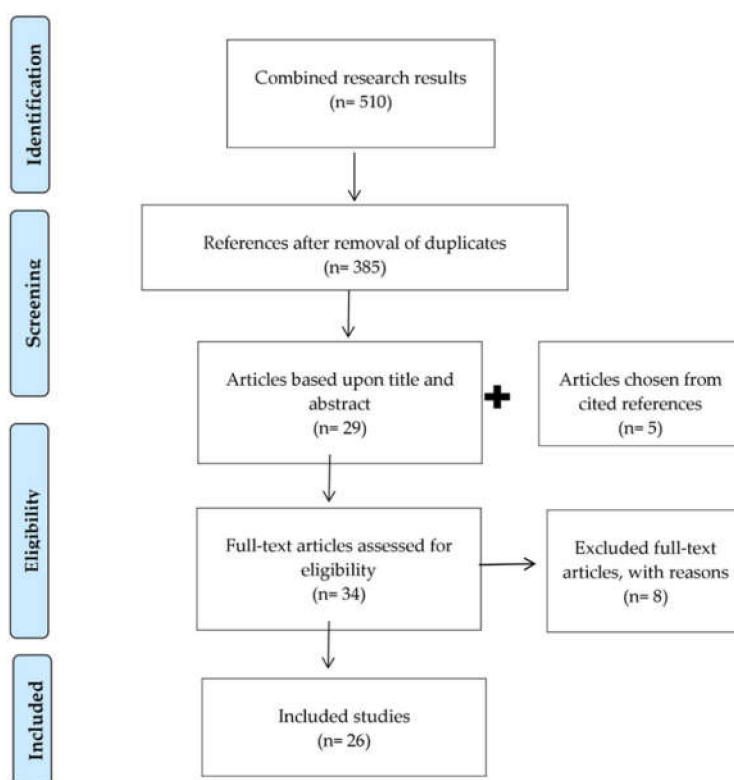 Identification
Combined research results
(n= 510)
Screening
References after removal of duplicates
(n= 385)
Articles based upon title and
abstract
(n= 29)
Articles chosen from
cited references
(n= 5)
Eligibility
Full-text articles assessed for
eligibility
(n= 34)
Excluded full-text
articles, with reasons
(n= 8)
Included
Included studies
(n= 26)